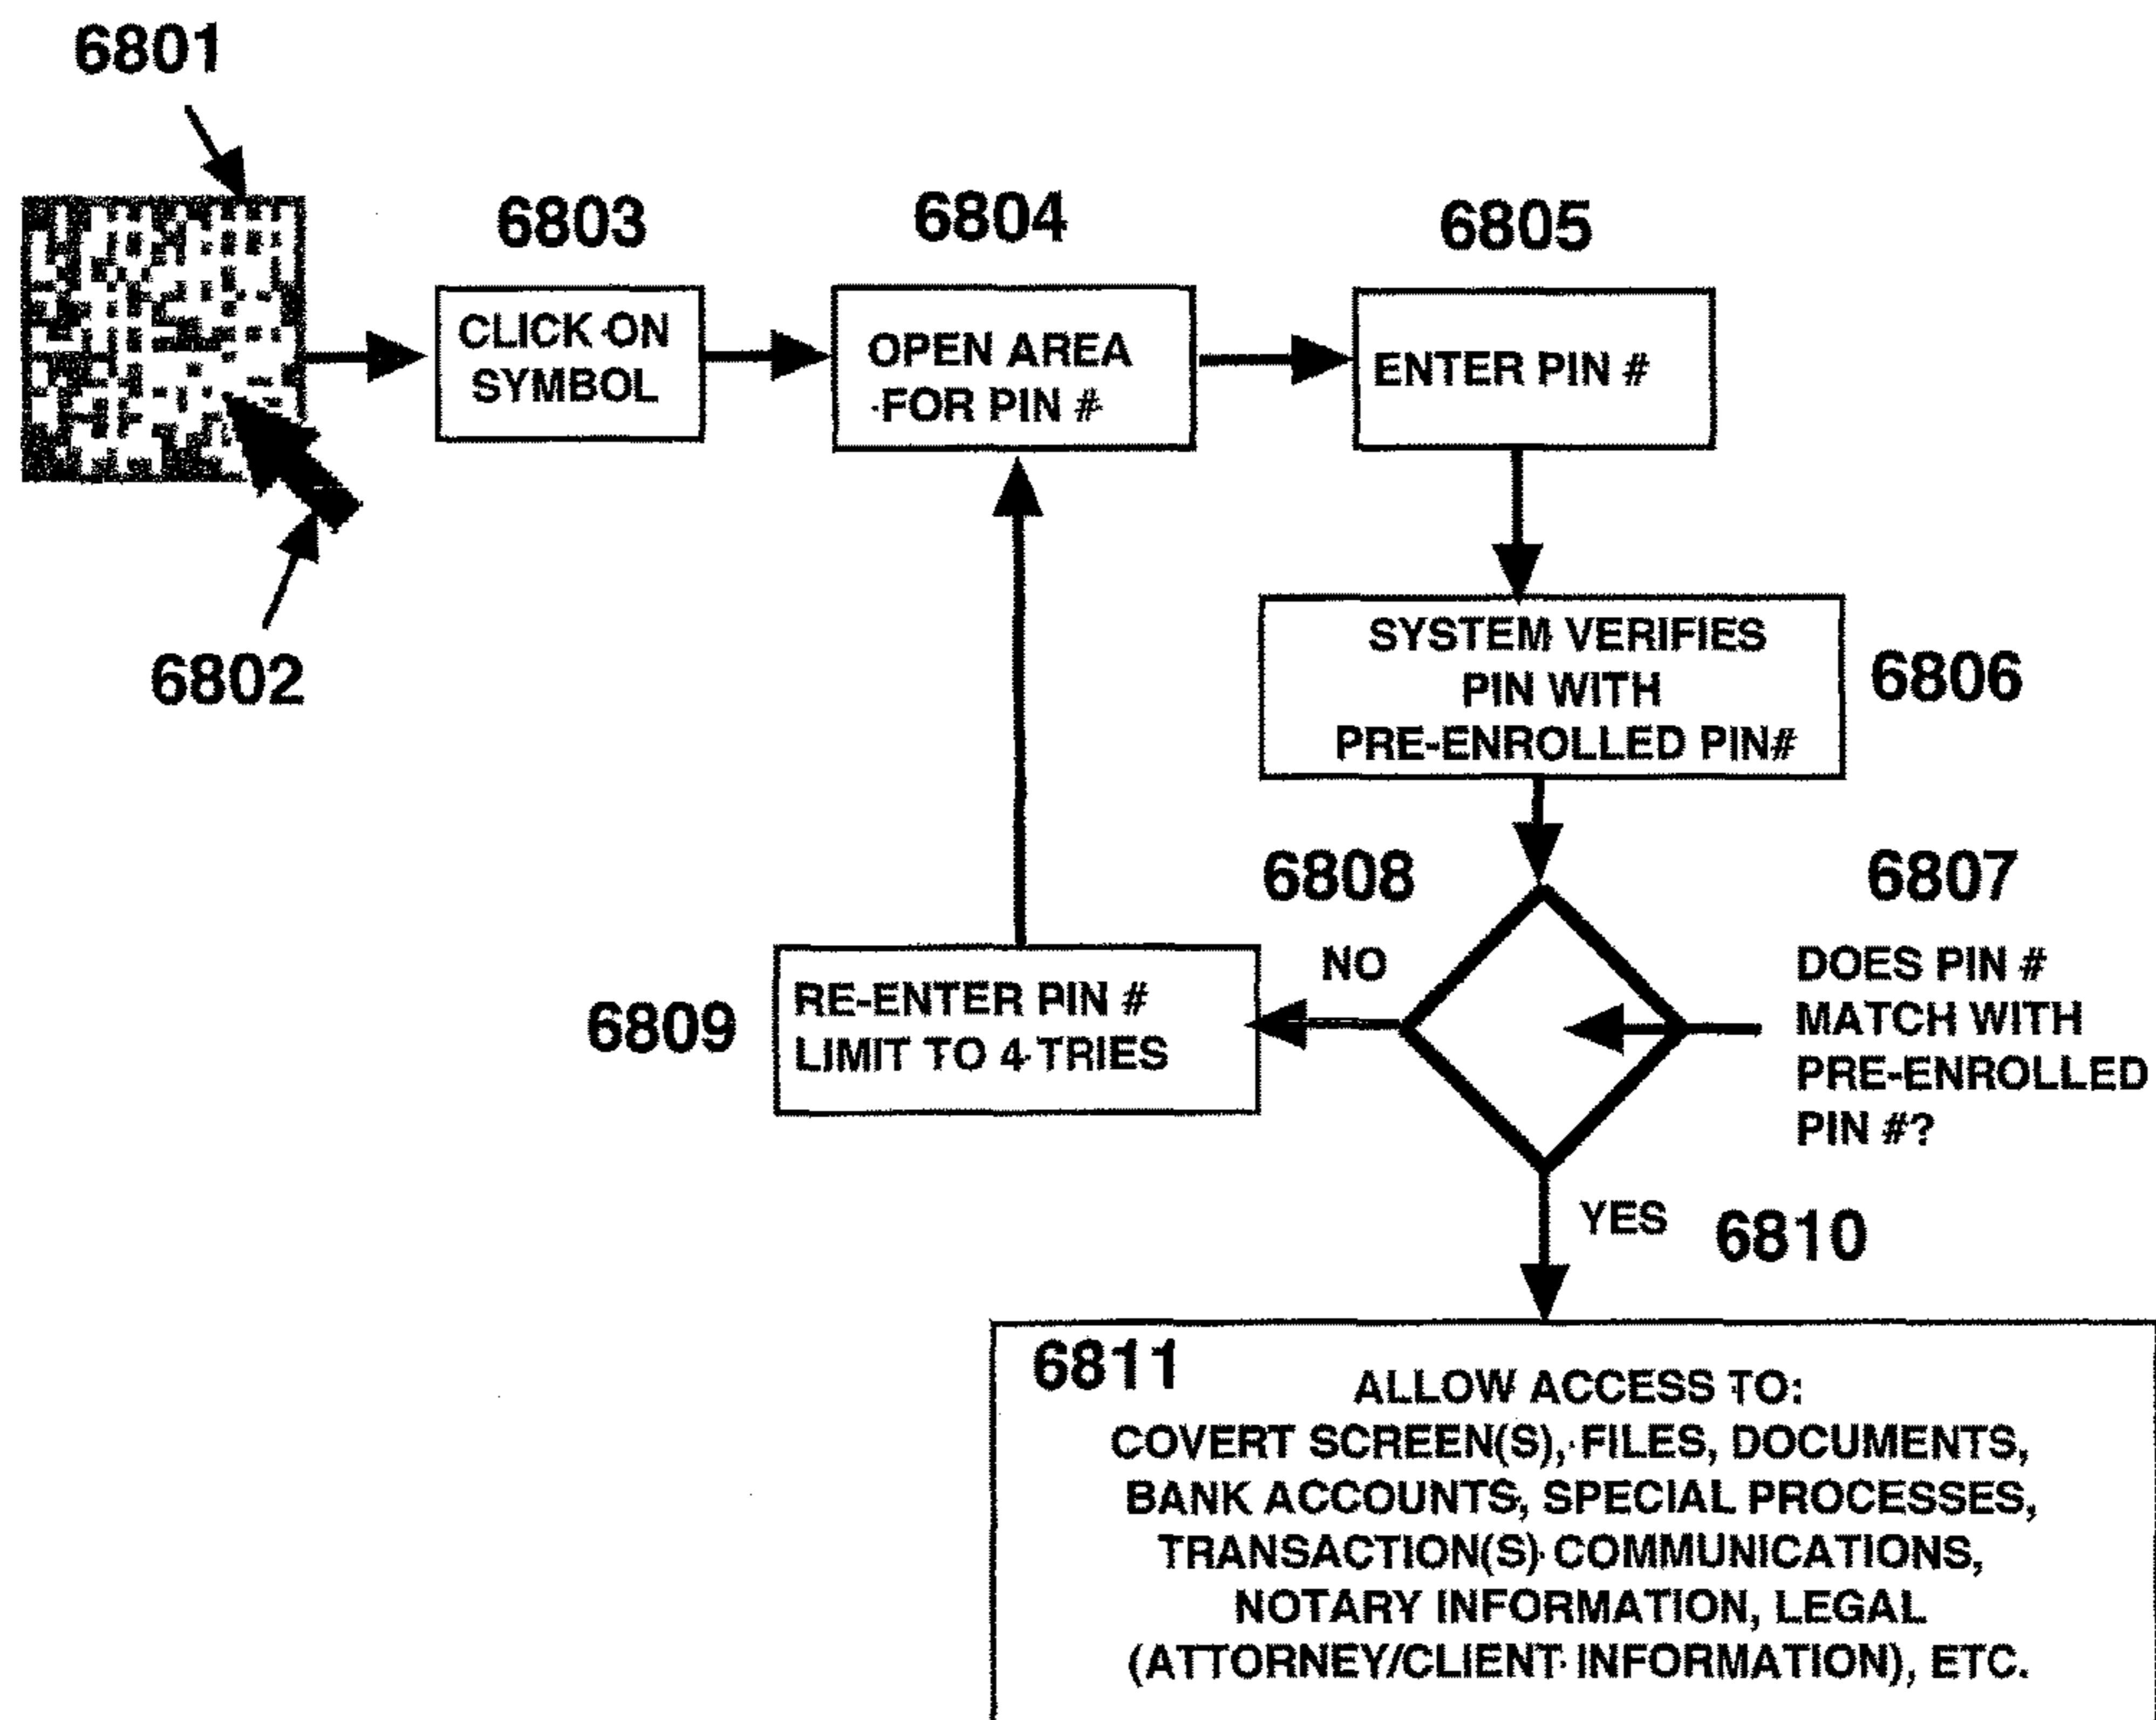 6801
6803
6804
6805
CLICK ON
SYMBOL
OPEN AREA
FOR PIN #
ENTER PIN #
6802
SYSTEM VERIFIES
PIN WITH
PRE-ENROLLED PIN#
6806
6808
6807
NO
DOES PIN #
MATCH WITH
PRE-ENROLLED
PIN #?
6809
RE-ENTER PIN #
LIMIT TO 4 TRIES
YES
6810
6811
ALLOW ACCESS TO:
COVERT SCREEN(S), FILES, DOCUMENTS,
BANK ACCOUNTS, SPECIAL PROCESSES,
TRANSACTION(S) COMMUNICATIONS,
NOTARY INFORMATION, LEGAL
(ATTORNEY/CLIENT INFORMATION), ETC.